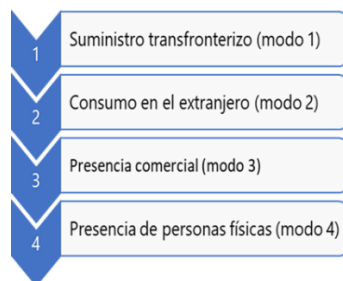 1 Suministro transfronterizo (modo 1)
2 Consumo en el extranjero (modo 2)
3 Presencia comercial (modo 3)
4 Presencia de personas físicas (modo 4)